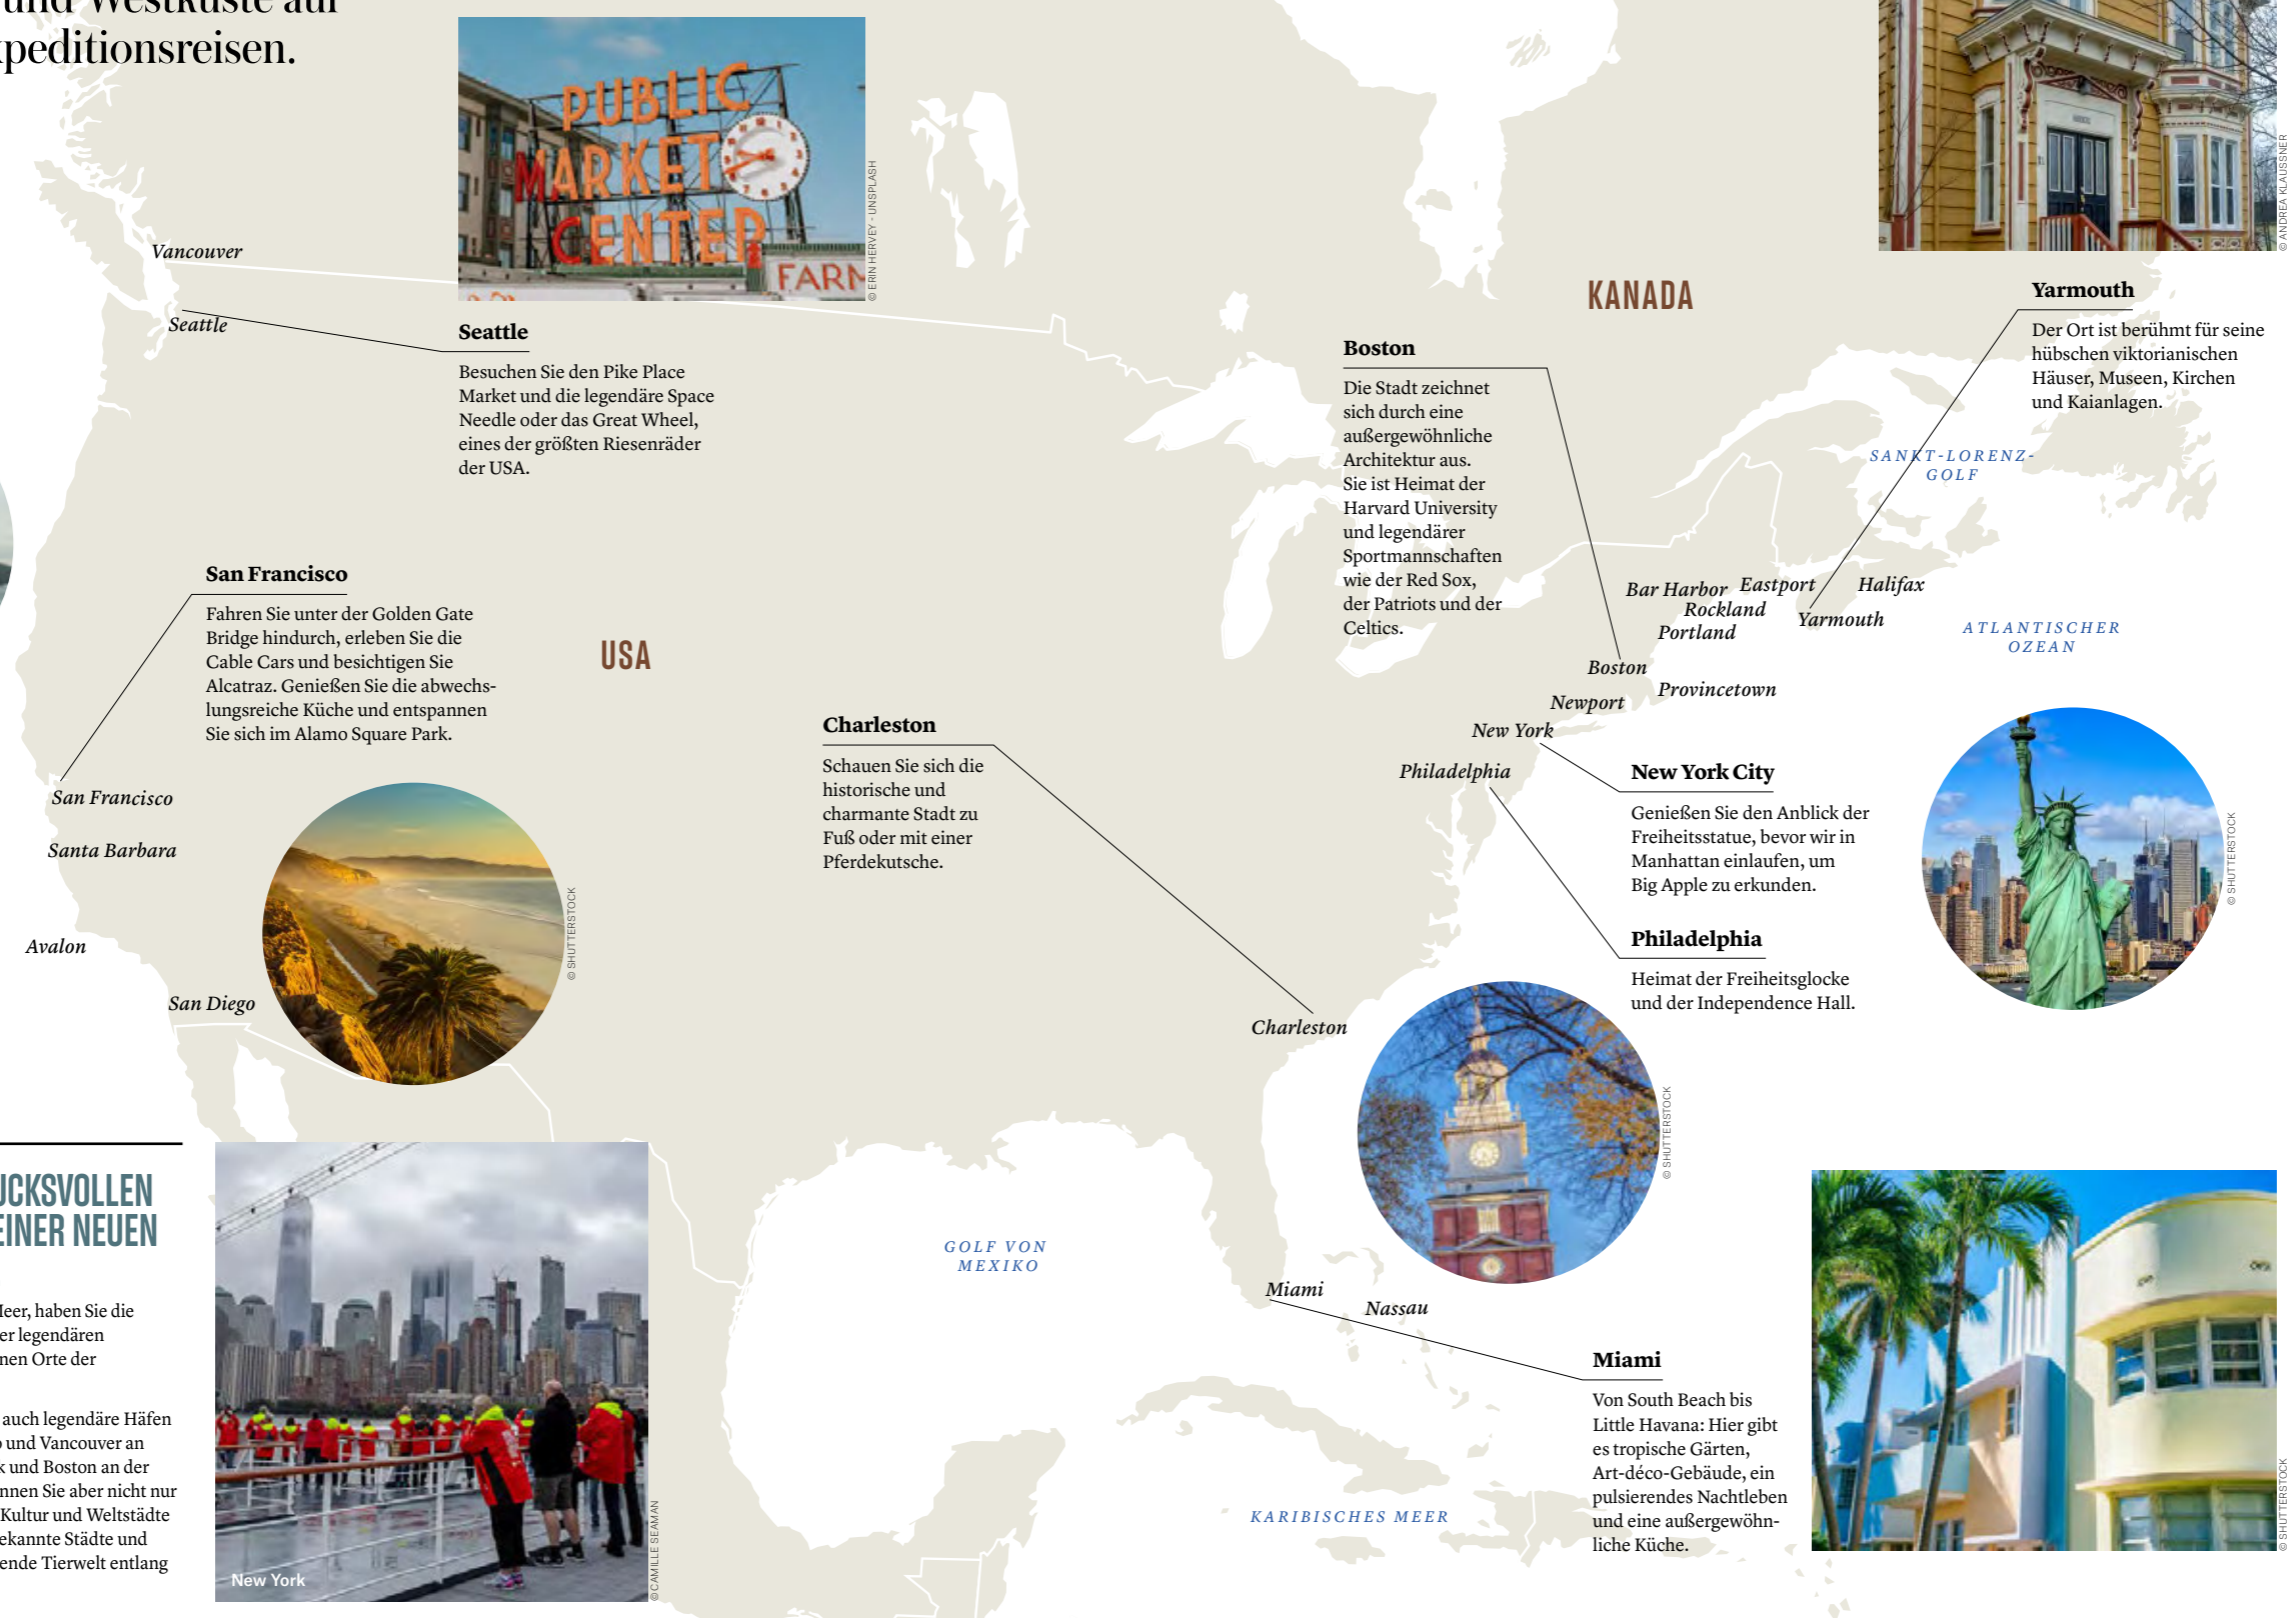 und Westküste auf
peditionsreisen.
PUBLIC
MARKET
CENTER
FARM
© ERIN HERVEY - UNSPLASH
© ANDREA KLAUSSNER
Vancouver
Seattle
Seattle
Besuchen Sie den Pike Place
Market und die legendäre Space
Needle oder das Great Wheel,
eines der größten Riesenräder
der USA.
KANADA
Yarmouth
Der Ort ist berühmt für seine
hübschen viktorianischen
Häuser, Museen, Kirchen
und Kaianlagen.
Boston
Die Stadt zeichnet
sich durch eine
außergewöhnliche
Architektur aus.
Sie ist Heimat der
Harvard University
und legendärer
Sportmannschaften
wie der Red Sox,
der Patriots und der
Celtics.
SANKT-LORENZ-
GOLF
San Francisco
Fahren Sie unter der Golden Gate
Bridge hindurch, erleben Sie die
Cable Cars und besichtigen Sie
Alcatraz. Genießen Sie die abwechs-
lungsreiche Küche und entspannen
Sie sich im Alamo Square Park.
USA
Bar Harbor
Eastport
Halifax
Rockland
Yarmouth
Portland
ATLANTISCHER
OZEAN
Boston
Provincetown
Newport
New York
Philadelphia
Charleston
Schauen Sie sich die
historische und
charmante Stadt zu
Fuß oder mit einer
Pferdekutsche.
New York City
Genießen Sie den Anblick der
Freiheitsstatue, bevor wir in
Manhattan einlaufen, um
Big Apple zu erkunden.
© SHUTTERSTOCK
San Francisco
Santa Barbara
Avalon
San Diego
© SHUTTERSTOCK
Philadelphia
Heimat der Freiheitsglocke
und der Independence Hall.
Charleston
© SHUTTERSTOCK
UCKSVOLLEN
EINER NEUEN
Meer, haben Sie die
er legendären
nen Orte der
auch legendäre Häfen
o und Vancouver an
k und Boston an der
nnen Sie aber nicht nur
Kultur und Weltstädte
ekannte Städte und
ende Tierwelt entlang
New York
© CAMILLE SEAMAN
GOLF VON
MEXIKO
Miami
Nassau
Miami
Von South Beach bis
Little Havana: Hier gibt
es tropische Gärten,
Art-déco-Gebäude, ein
pulsierendes Nachtleben
und eine außergewöhn-
liche Küche.
KARIBISCHES MEER
© SHUTTERSTOCK